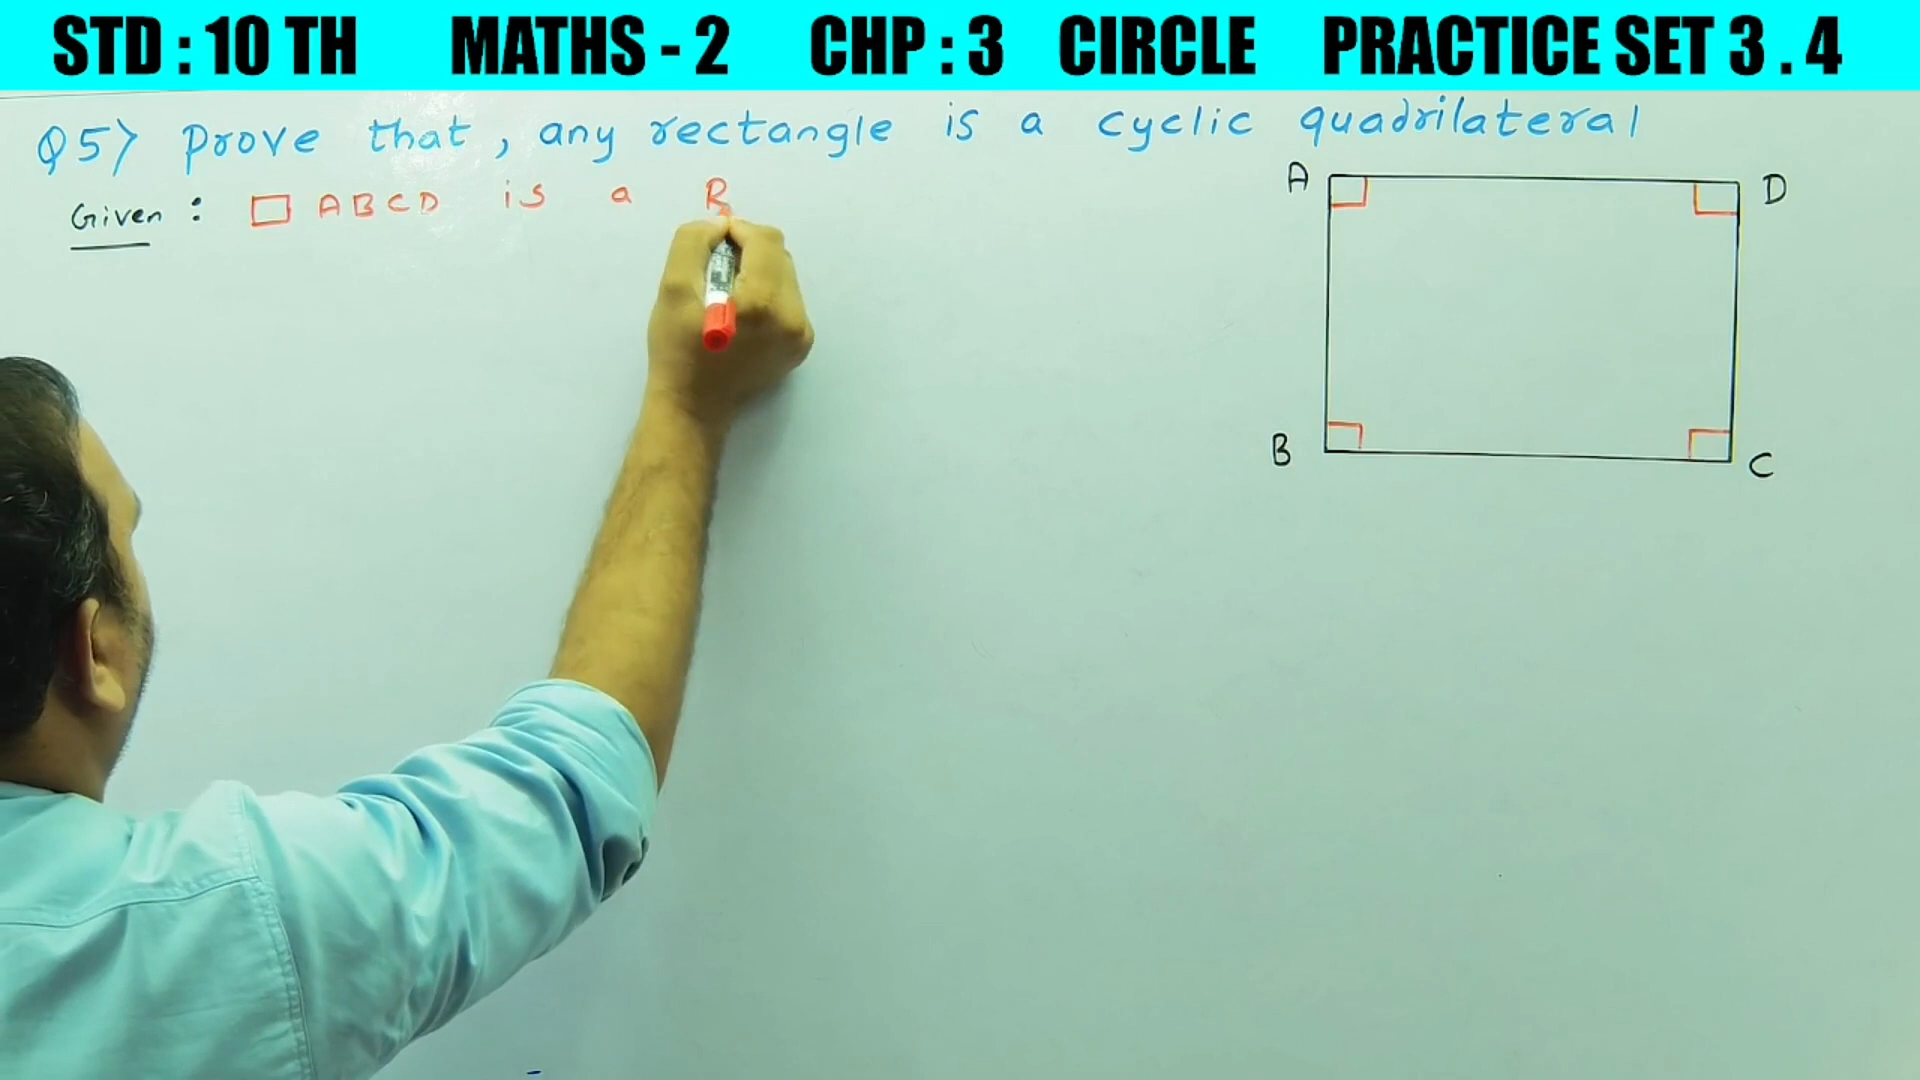 STD : 10 TH MATHS - 2 CHP : 3 CIRCLE PRACTICE SET 3 . 4
Q5> Prove that, any rectangle is a cyclic quadrilateral
Given : □ ABCD is a R
A D
B C